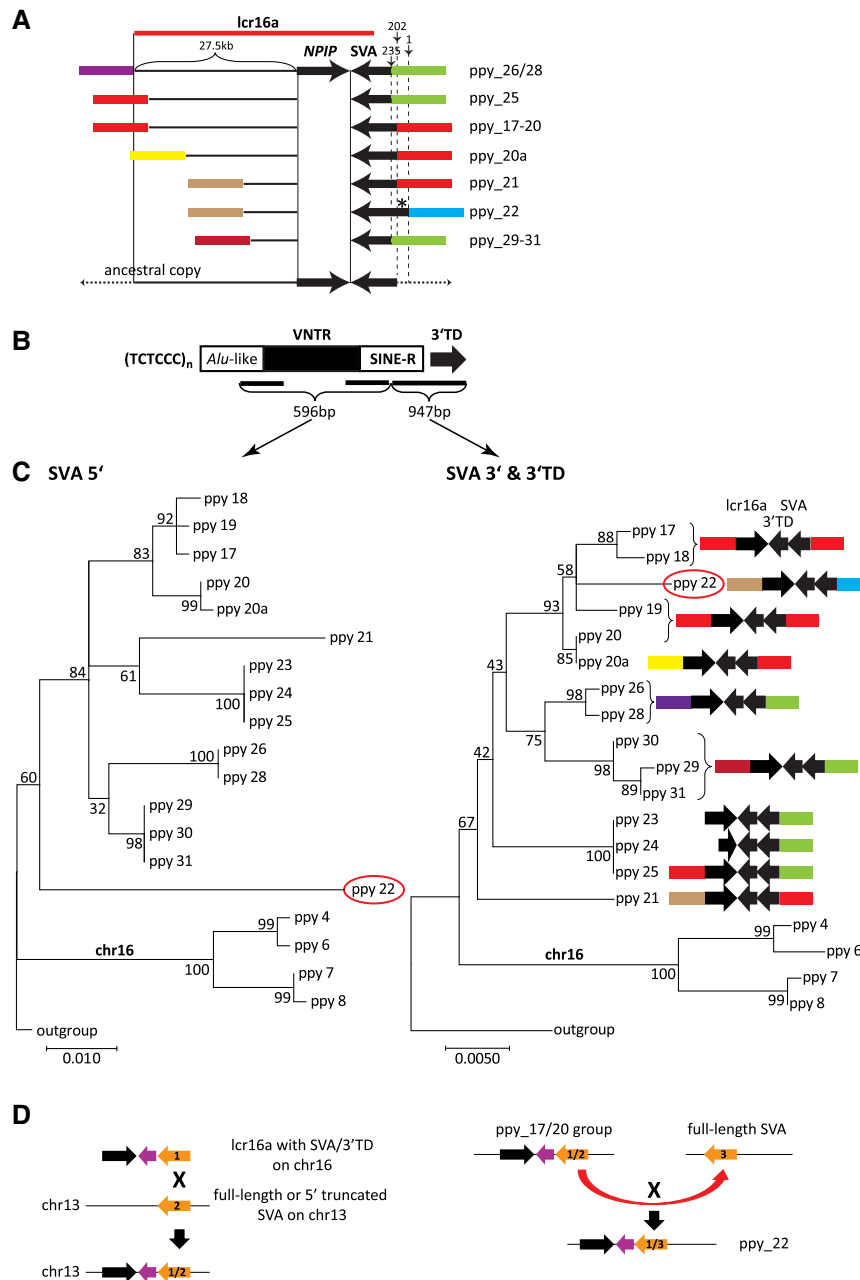 A
lcr16a
27.5kb
NPIP
SVA
202
235
1
ppy_26/28
ppy_25
ppy_17-20
ppy_20a
ppy_21
*
ppy_22
ppy_29-31
ancestral copy
B
(TCTCCC)n
Alu-like
VNTR
SINE-R
3‘TD
596bp
947bp
C
SVA 5‘
ppy 18
92
ppy 19
83
ppy 17
ppy 20
99
ppy 20a
84
ppy 21
61
ppy 23
ppy 24
100
ppy 25
60
100
ppy 26
ppy 28
32
ppy 29
98
ppy 30
ppy 31
ppy 22
99
ppy 4
chr16
ppy 6
100
ppy 7
99
ppy 8
outgroup
0.010
SVA 3‘ & 3‘TD
lcr16a SVA
3’TD
88
ppy 17
ppy 18
58
ppy 22
93
ppy 19
ppy 20
85
ppy 20a
43
98
ppy 26
ppy 28
75
ppy 30
98
ppy 29
89
ppy 31
42
ppy 23
ppy 24
100
ppy 25
67
ppy 21
99
ppy 4
chr16
ppy 6
100
ppy 7
99
ppy 8
outgroup
0.0050
D
1
lcr16a with SVA/3’TD
on chr16
X
chr13
2
full-length or 5’ truncated
SVA on chr13
chr13
1/2
ppy_17/20 group
full-length SVA
1/2
3
X
1/3
ppy_22